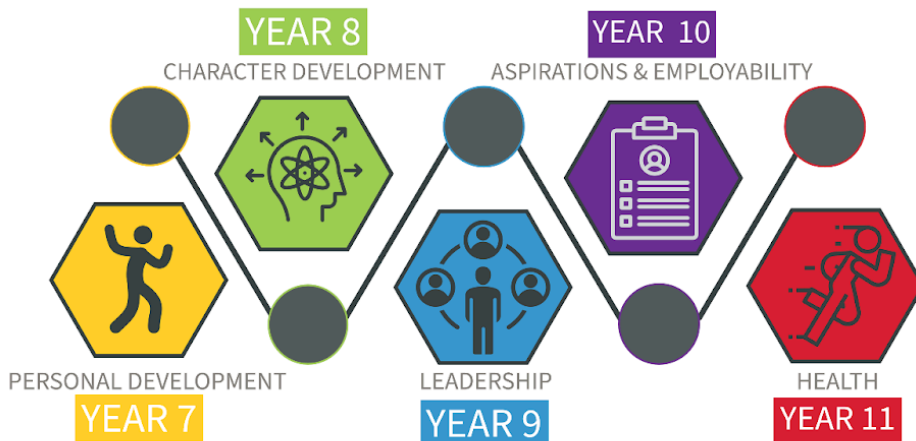 YEAR 8
CHARACTER DEVELOPMENT
YEAR 10
ASPIRATIONS & EMPLOYABILITY
PERSONAL DEVELOPMENT
YEAR 7
LEADERSHIP
YEAR 9
HEALTH
YEAR 11